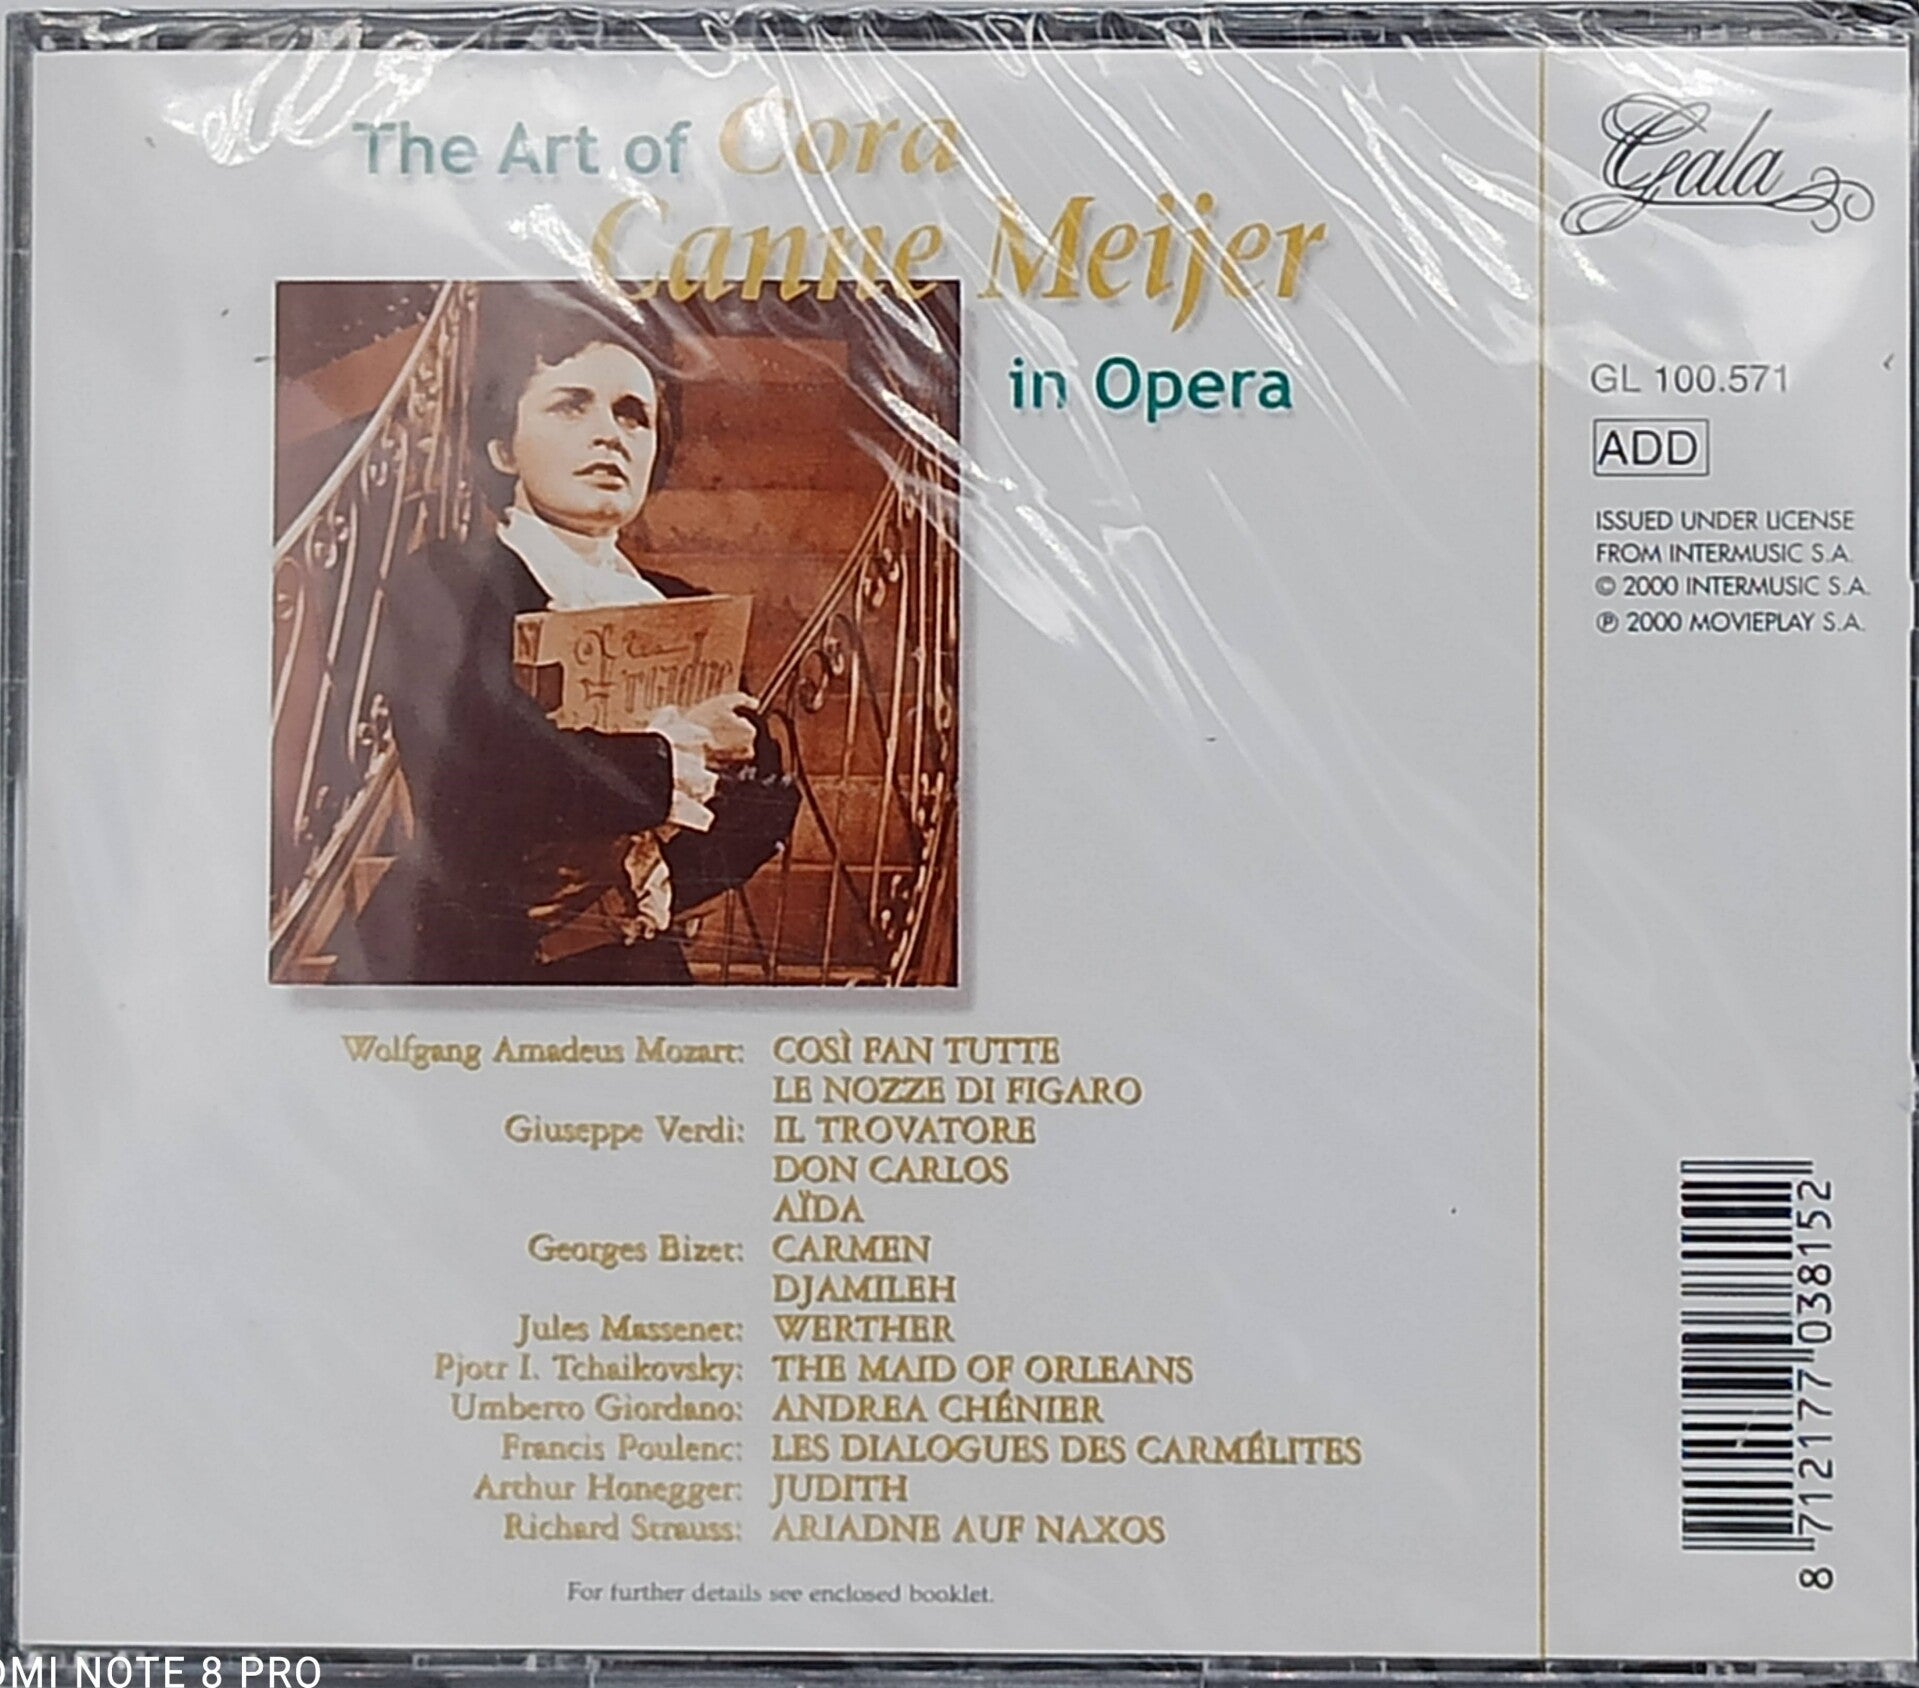 The Art of Cora
Canne Meijer
in Opera
Gala
GL 100.571
ADD
ISSUED UNDER LICENSE
FROM INTERMUSIC S.A.
© 2000 INTERMUSIC S.A.
℗ 2000 MOVIEPLAY S.A.
Wolfgang Amadeus Mozart: COSÌ FAN TUTTE
LE NOZZE DI FIGARO
Giuseppe Verdi: IL TROVATORE
DON CARLOS
AÏDA
Georges Bizet: CARMEN
DJAMILEH
Jules Massenet: WERTHER
Pjotr I. Tchaikovsky: THE MAID OF ORLEANS
Umberto Giordano: ANDREA CHÉNIER
Francis Poulenc: LES DIALOGUES DES CARMÉLITES
Arthur Honegger: JUDITH
Richard Strauss: ARIADNE AUF NAXOS
For further details see enclosed booklet.
8 712177 038152
NOTE 8 PRO